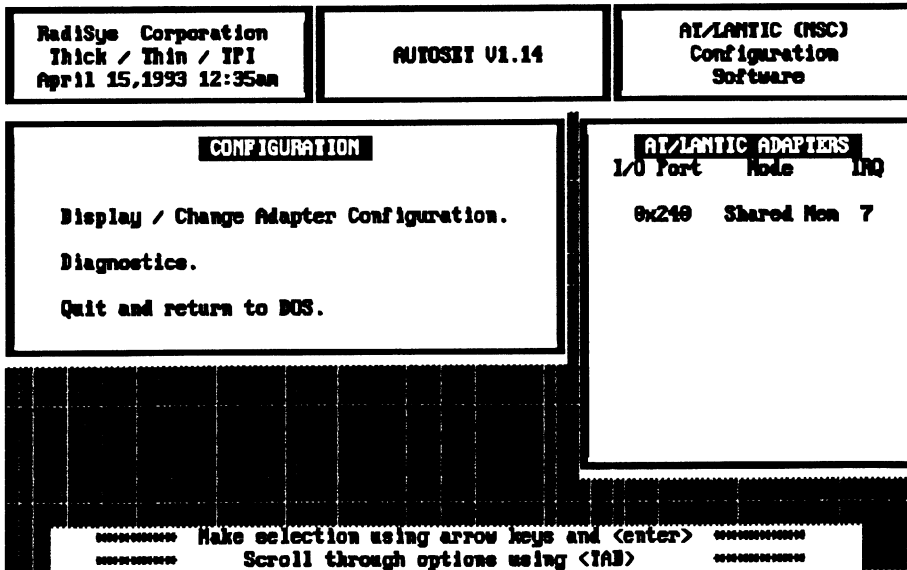 RadiSys Corporation
Thick / Thin / TPI
April 15,1993 12:35am
AUTOSET V1.14
AT/LANTIC (NSC)
Configuration
Software
CONFIGURATION
Display / Change Adapter Configuration.
Diagnostics.
Quit and return to DOS.
AT/LANTIC ADAPTERS
I/O Port Mode IRQ
0x240 Shared Mem 7
************ Make selection using arrow keys and <enter> ************
************ Scroll through options using <TAB> ************